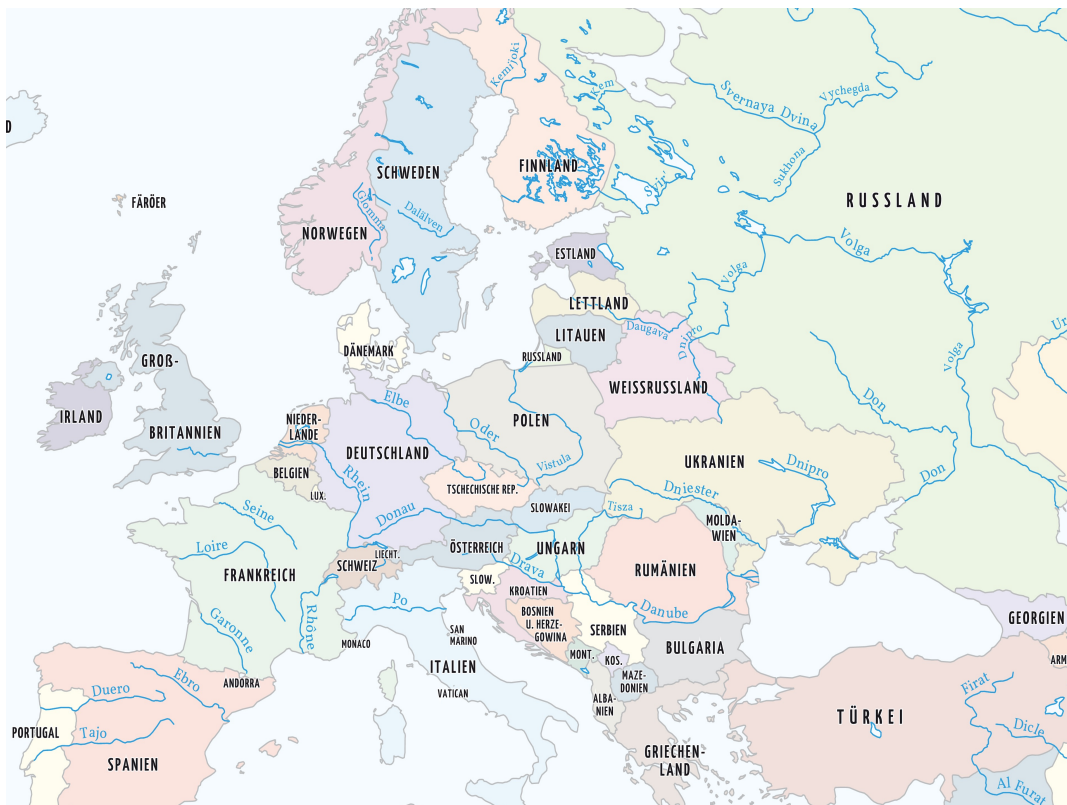 Kemijoki
Kem
Svernaya Dvina
Vychegda
D
SCHWEDEN
FINNLAND
Svir'
Sukhona
FÄRÖER
Glomma
Dalälven
RUSSLAND
NORWEGEN
ESTLAND
Volga
Volga
LETTLAND
Daugava
Dnipro
LITAUEN
Ur
GROß-
DÄNEMARK
RUSSLAND
Volga
WEISSRUSSLAND
IRLAND
BRITANNIEN
NIEDER-
LANDE
Elbe
Oder
POLEN
Don
DEUTSCHLAND
BELGIEN
Rhein
Vistula
UKRANIEN
Dnipro
Don
LUX.
TSCHECHISCHE REP.
Dniester
Seine
Donau
SLOWAKEI
Tisza
MOLDA-
WIEN
Loire
LIECHT.
SCHWEIZ
ÖSTERREICH
UNGARN
FRANKREICH
Drava
RUMÄNIEN
SLOW.
KROATIEN
Po
Rhône
Garonne
BOSNIEN
U. HERZE-
GOWINA
Danube
SERBIEN
GEORGIEN
MONACO
SAN
MARINO
BULGARIA
MONT.
KOS.
ITALIEN
ARM
Ebro
ANDORRA
VATICAN
MAZE-
DONIEN
ALBA-
NIEN
Duero
Firat
PORTUGAL
Tajo
TÜRKEI
Dicle
SPANIEN
GRIECHEN-
LAND
Al Furat